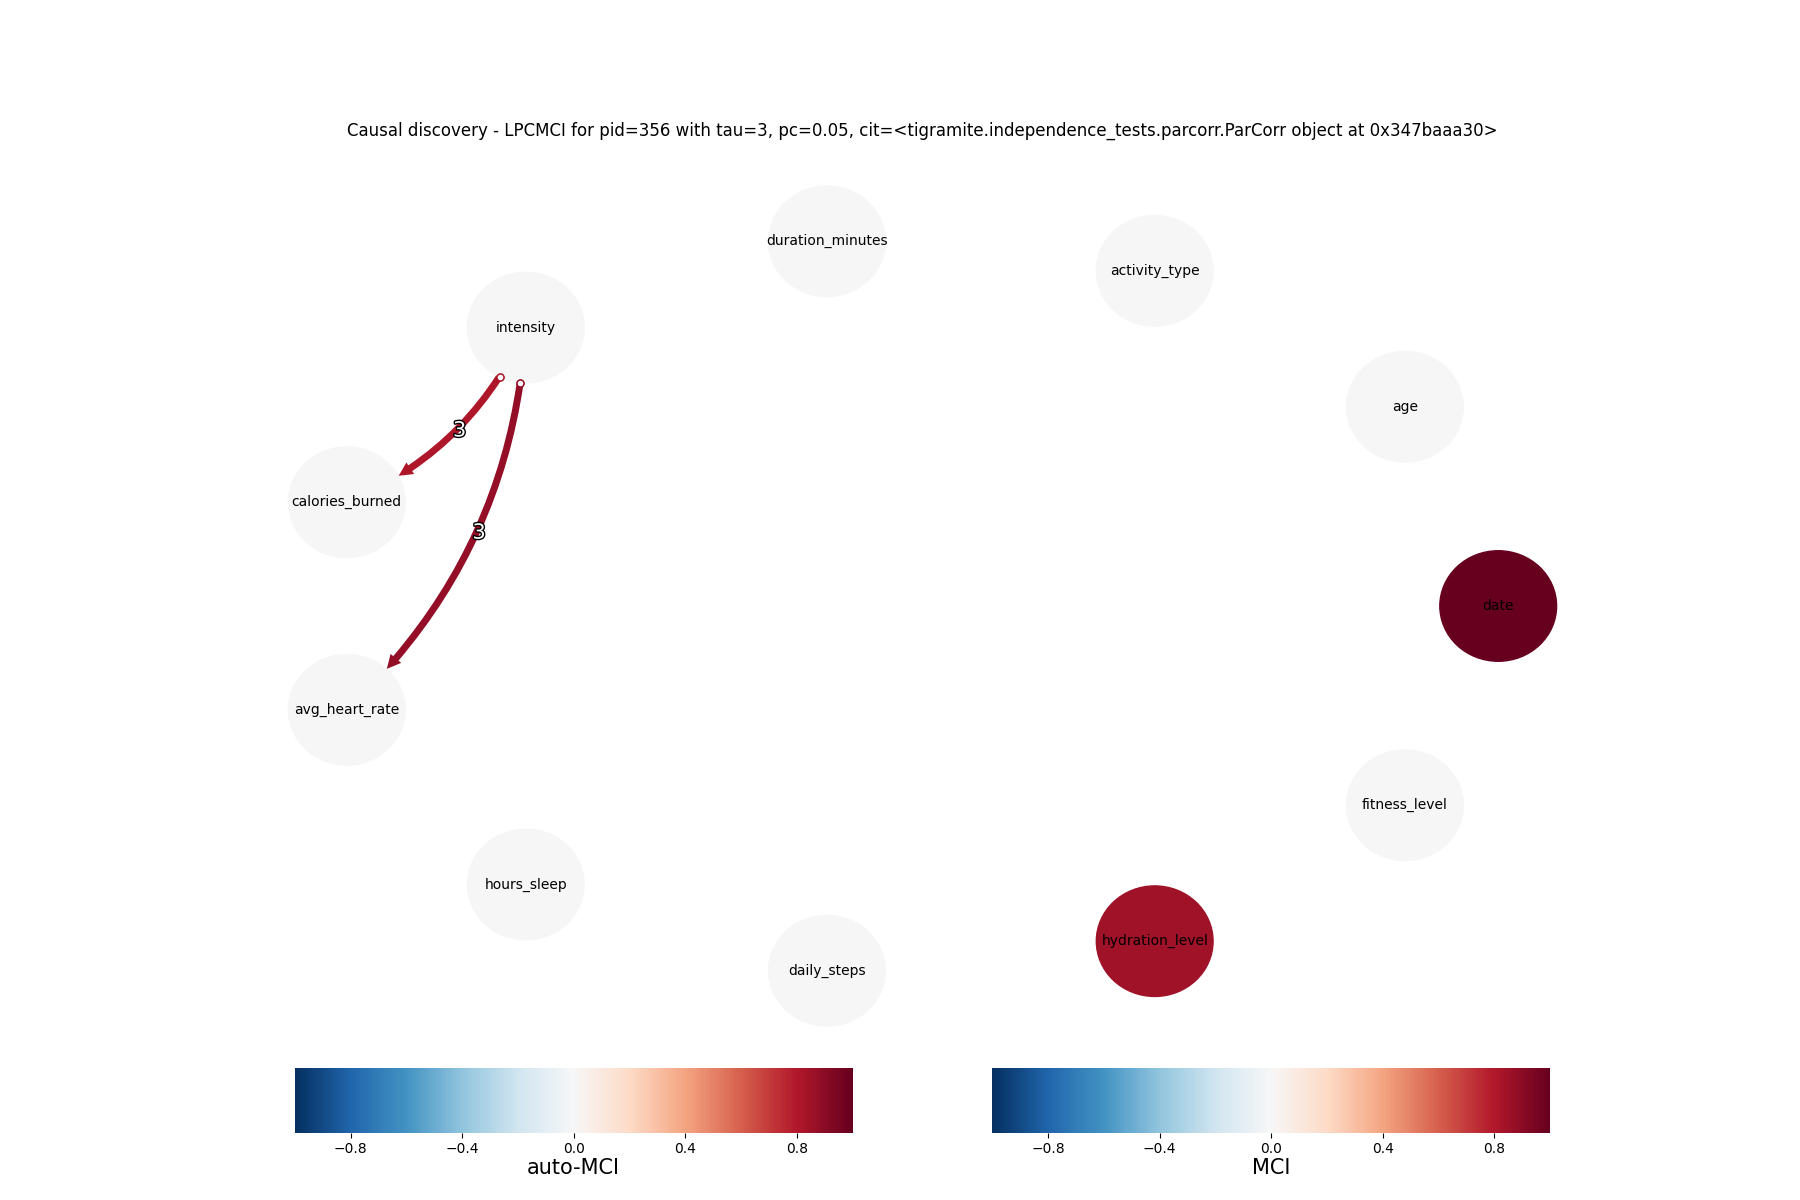 Causal discovery - LPCMCI for pid=356 with tau=3, pc=0.05, cit=<tigramite.independence_tests.parcorr.ParCorr object at 0x347baaa30>
duration_minutes
activity_type
intensity
age
3
calories_burned
3
date
avg_heart_rate
fitness_level
hours_sleep
hydration_level
daily_steps
−0.8 −0.4 0.0 0.4 0.8
auto-MCI
−0.8 −0.4 0.0 0.4 0.8
MCI